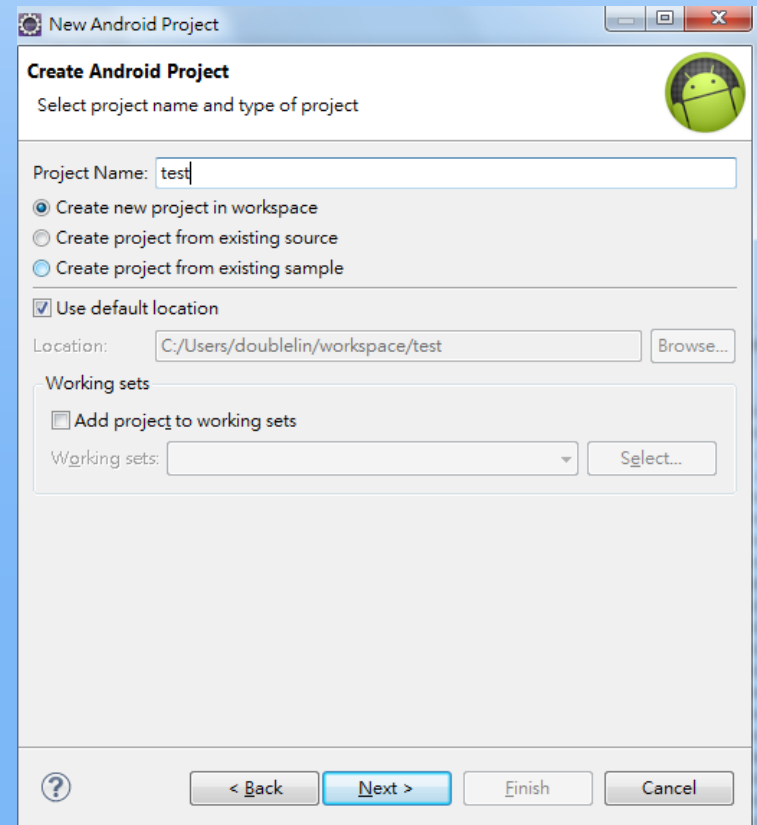 New Android Project
Create Android Project
Select project name and type of project
Project Name: test
Create new project in workspace
Create project from existing source
Create project from existing sample
Use default location
Location: C:/Users/doublelin/workspace/test Browse...
Working sets
Add project to working sets
Working sets: Select...
? < Back Next > Finish Cancel